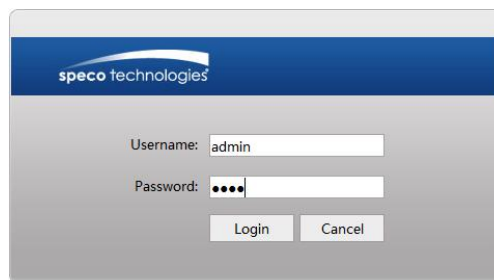 speco technologies
Username: admin
Password: ••••
Login Cancel